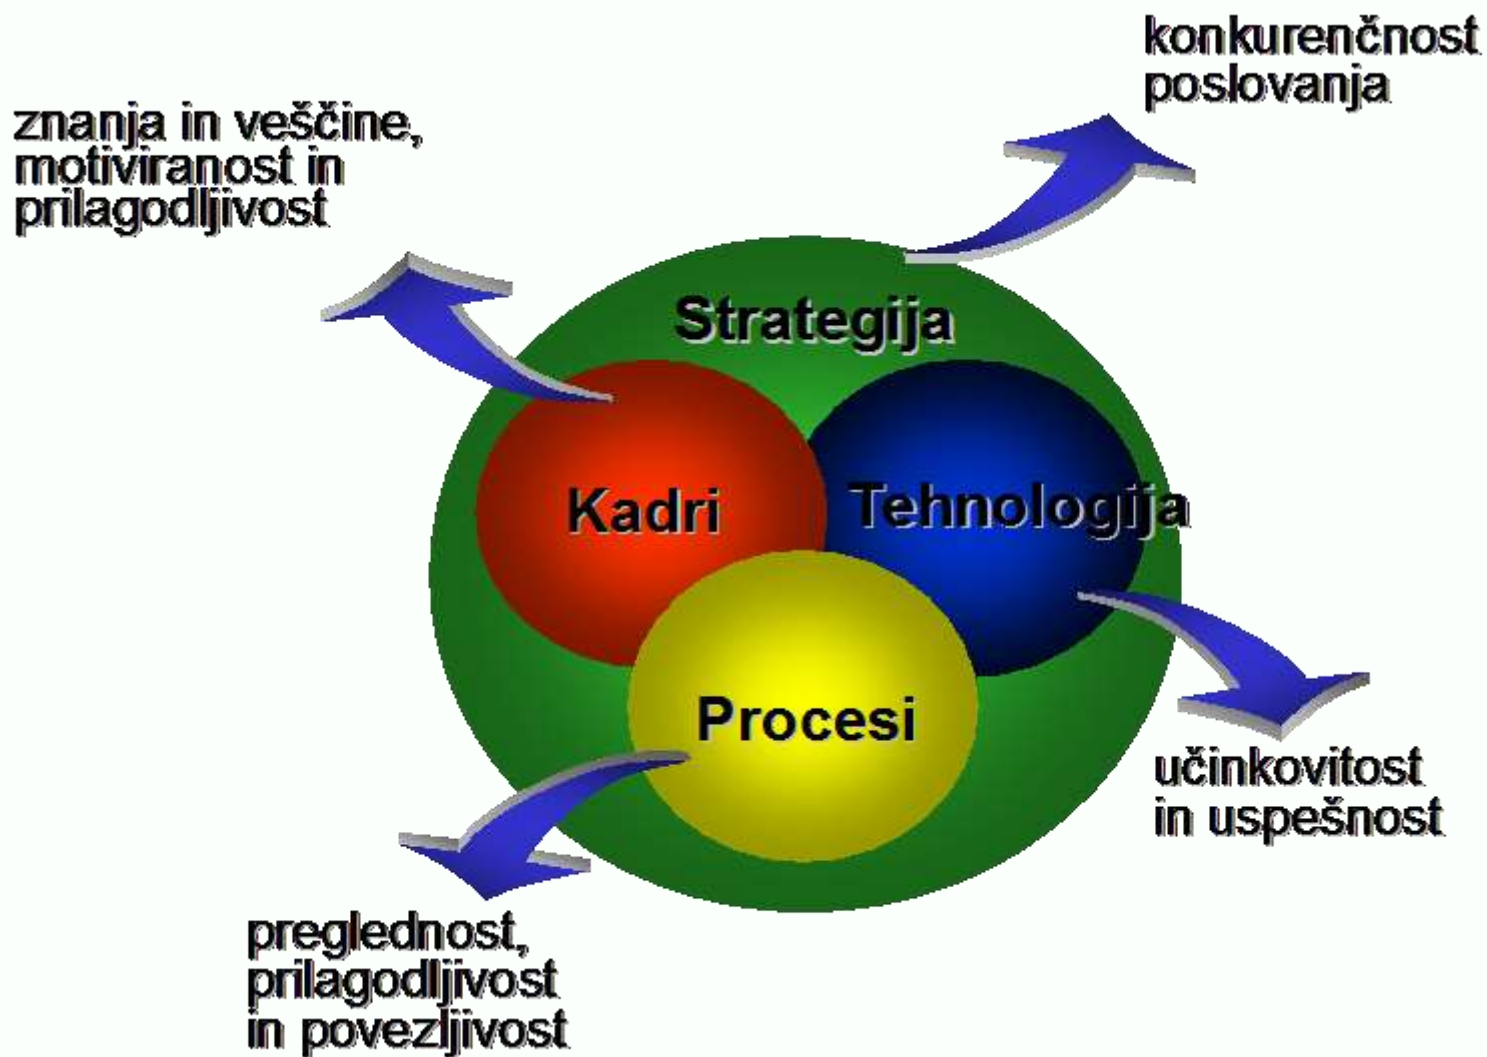 konkurenčnost
poslovanja
znanja in veščine,
motiviranost in
prilagodljivost
Strategija
Kadri
Tehnologija
Procesi
učinkovitost
in uspešnost
preglednost,
prilagodljivost
in povezljivost